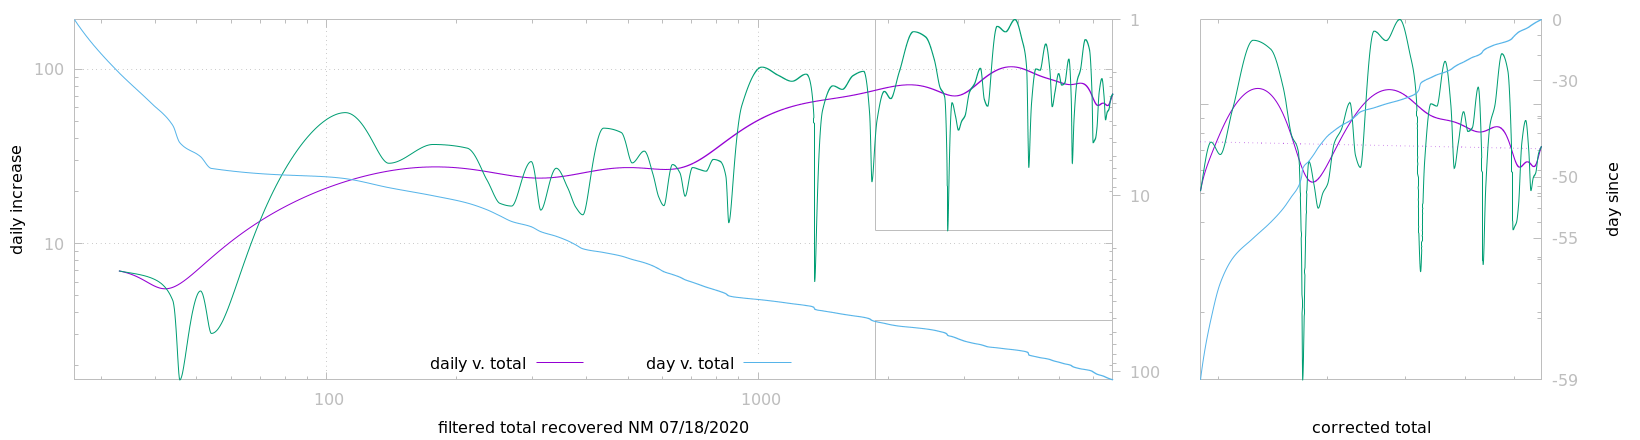 1
0
100
-30
daily increase
10
-50
day since
10
-55
daily v. total
day v. total
100
-59
100
1000
filtered total recovered NM 07/18/2020
corrected total